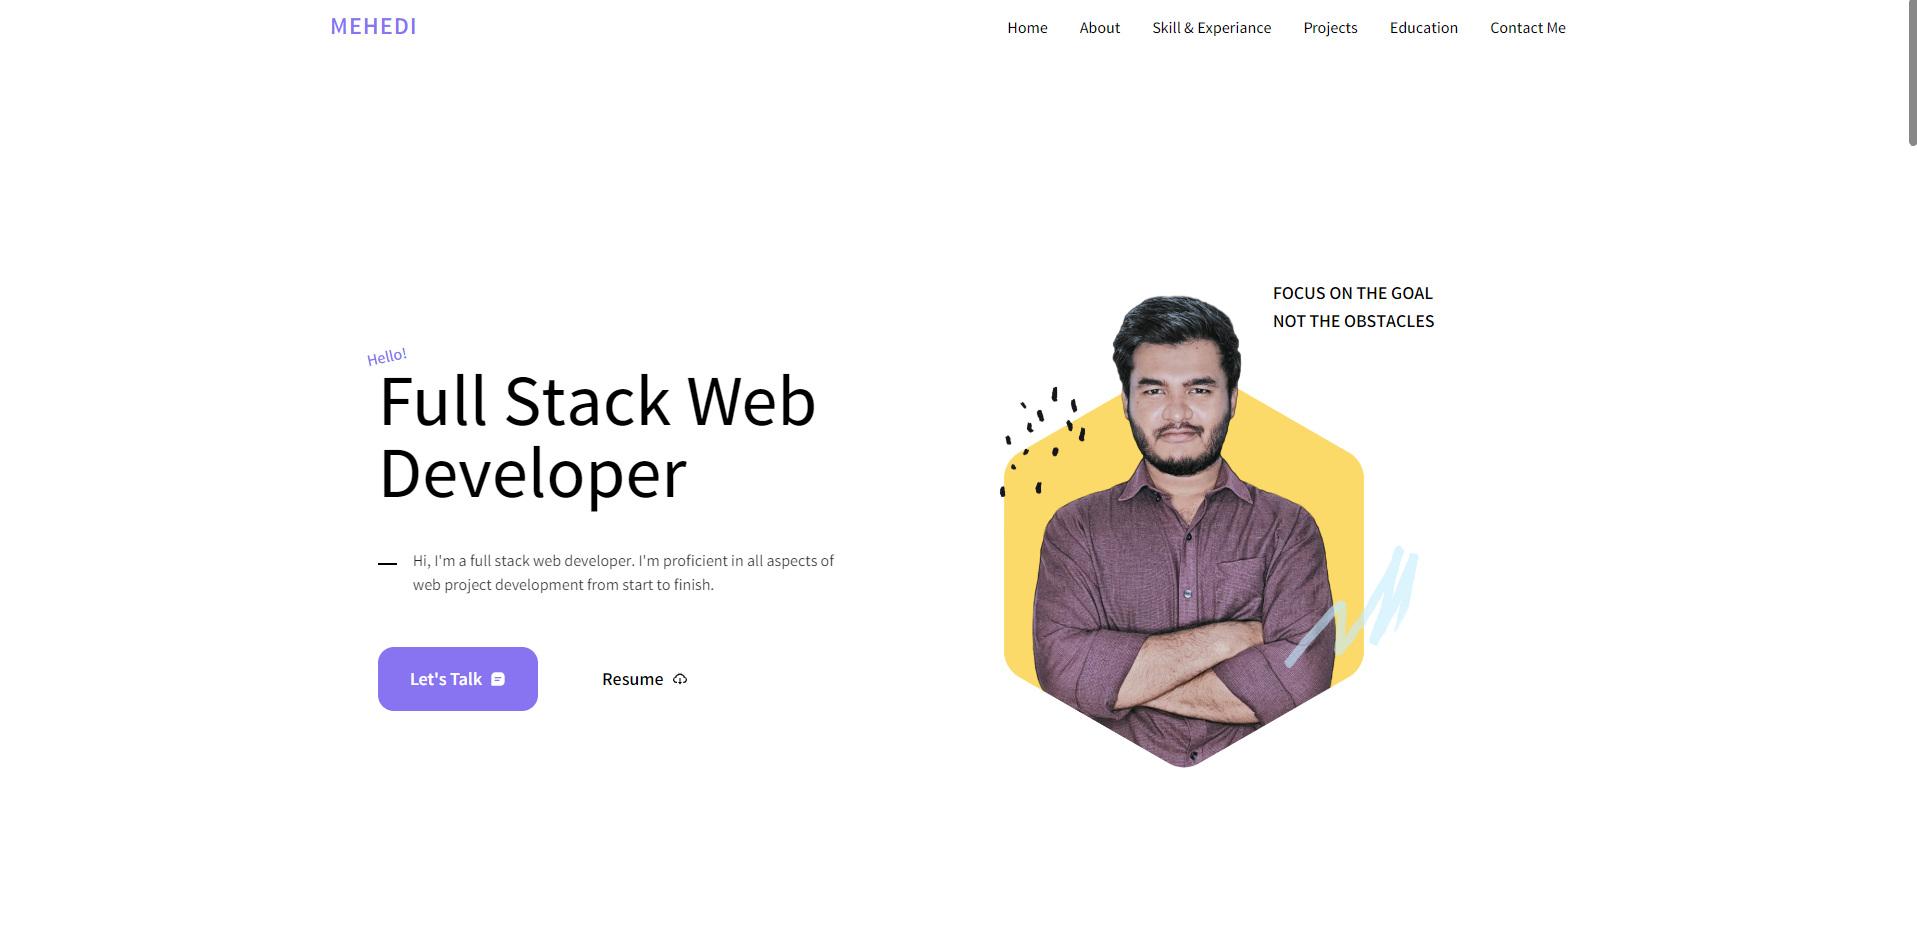 MEHEDI
Home About Skill & Experiance Projects Education Contact Me
FOCUS ON THE GOAL
NOT THE OBSTACLES
Hello!
Full Stack Web
Developer
Hi, I'm a full stack web developer. I'm proficient in all aspects of
web project development from start to finish.
Let's Talk
Resume